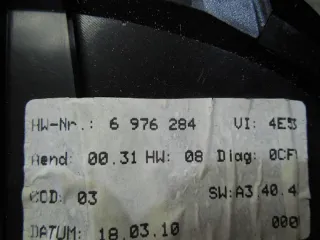 HW-Nr.: 6 976 284 VI: 4E53
Aend: 00.31 HW: 08 Diag: 0CF
COD: 03 SW:A3.40.4
DATUM: 18.03.10 000